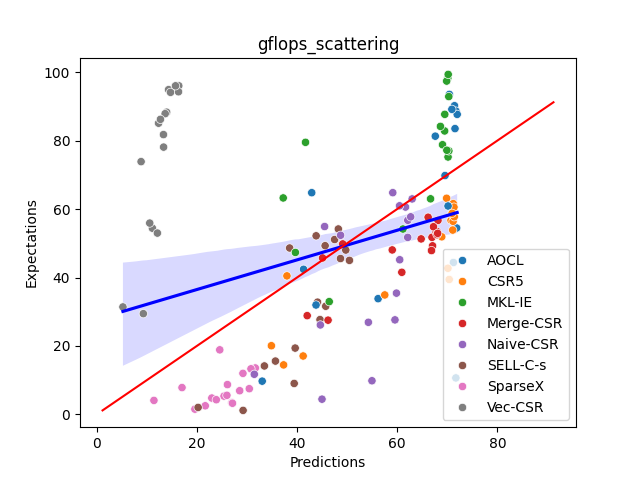 gflops_scattering
100
80
60
40
20
0
Expectations
0 20 40 60 80
Predictions
AOCL
CSR5
MKL-IE
Merge-CSR
Naive-CSR
SELL-C-s
SparseX
Vec-CSR